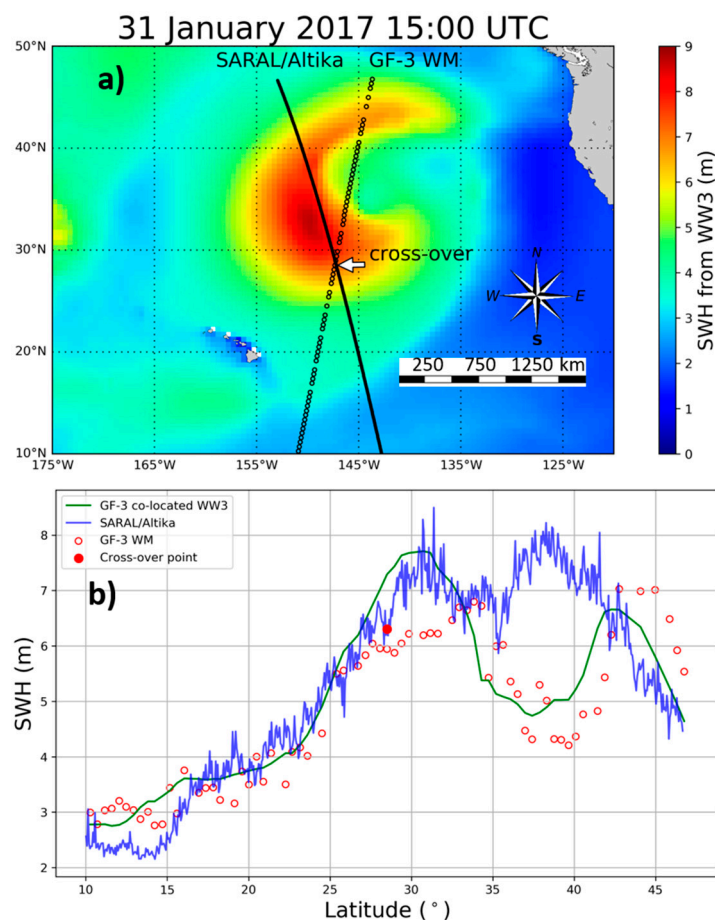 31 January 2017 15:00 UTC
a)
SARAL/Altika GF-3 WM
cross-over
N
W E
S
250 750 1250 km
50°N
40°N
30°N
20°N
10°N
175°W 165°W 155°W 145°W 135°W 125°W
9
8
7
6
5
4
3
2
1
0
SWH from WW3 (m)
GF-3 co-located WW3
SARAL/Altika
GF-3 WM
Cross-over point
b)
8
7
6
5
4
3
2
SWH (m)
10 15 20 25 30 35 40 45
Latitude (°)